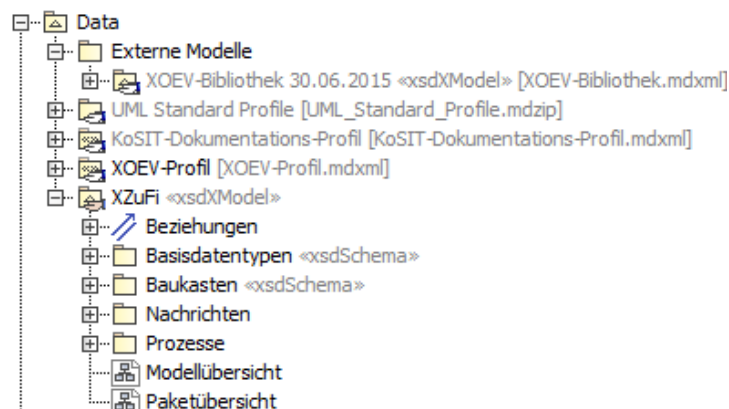 Data
Externe Modelle
XOEV-Bibliothek 30.06.2015 «xsdXModel» [XOEV-Bibliothek.mdxml]
UML Standard Profile [UML_Standard_Profile.mdzip]
KoSIT-Dokumentations-Profil [KoSIT-Dokumentations-Profil.mdxml]
XOEV-Profil [XOEV-Profil.mdxml]
XZuFi «xsdXModel»
Beziehungen
Basisdatentypen «xsdSchema»
Baukasten «xsdSchema»
Nachrichten
Prozesse
Modellübersicht
Paketübersicht